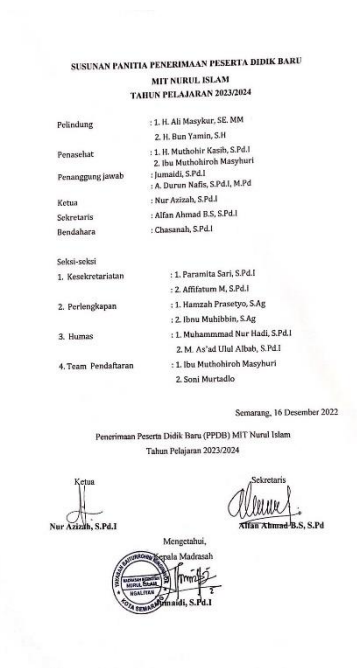 SUSUNAN PANITIA PENERIMAAN PESERTA DIDIK BARU
MIT NURUL ISLAM
TAHUN PELAJARAN 2023/2024
Pelindung : 1. H. Ali Masykur, SE. MM
2. H. Bun Yamin, S.H
Penasehat : 1. H. Muthohir Kasih, S.Pd.I
2. Ibu Muthohiroh Masyhuri
Penanggung jawab : Jumaidi, S.Pd.I
: A. Durun Nafis, S.Pd.I, M.Pd
Ketua : Nur Azizah, S.Pd.I
Sekretaris : Alfan Ahmad B.S, S.Pd.I
Bendahara : Chasanah, S.Pd.I
Seksi-seksi
1. Kesekretariatan : 1. Paramita Sari, S.Pd.I
: 2. Affifatum M, S.Pd.I
2. Perlengkapan : 1. Hamzah Prasetyo, S.Ag
: 2. Ibnu Muhibbin, S.Ag
3. Humas : 1. Muhammmad Nur Hadi, S.Pd.I
2. M. As'ad Ulul Albab, S.Pd.I
4. Team Pendaftaran : 1. Ibu Muthohiroh Masyhuri
2. Soni Murtadlo
Semarang, 16 Desember 2022
Penerimaan Peserta Didik Baru (PPDB) MIT Nurul Islam
Tahun Pelajaran 2023/2024
Ketua Sekretaris
Nur Azizah, S.Pd.I Alfan Ahmad B.S, S.Pd
Mengetahui,
Kepala Madrasah
NURUL ISLAM
NGALIYAN
KOTA SEMARANG
Jumaidi, S.Pd.I